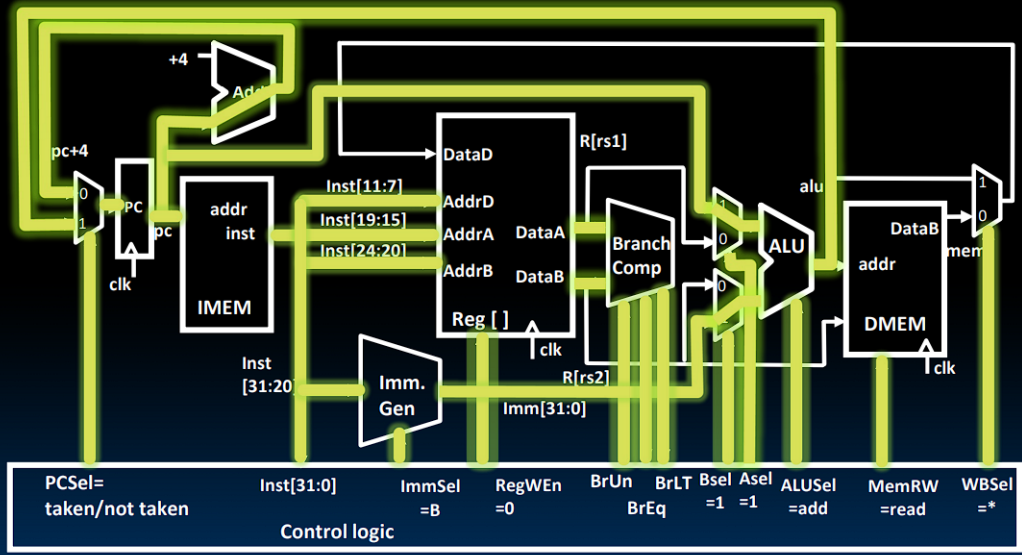 +4
Add
pc+4
0
1
PC
pc
clk
addr
inst
IMEM
Inst[11:7]
Inst[19:15]
Inst[24:20]
DataD
AddrD
AddrA
AddrB
DataA
DataB
Reg [ ]
clk
R[rs1]
Branch
Comp
1
0
0
1
ALU
alu
DataB
addr
DMEM
clk
1
0
mem
Inst
[31:20]
Imm.
Gen
R[rs2]
Imm[31:0]
PCSel=
taken/not taken
Inst[31:0]
ImmSel
=B
RegWEn
=0
BrUn
BrEq
BrLT
Bsel
=1
Asel
=1
ALUSel
=add
MemRW
=read
WBSel
=*
Control logic